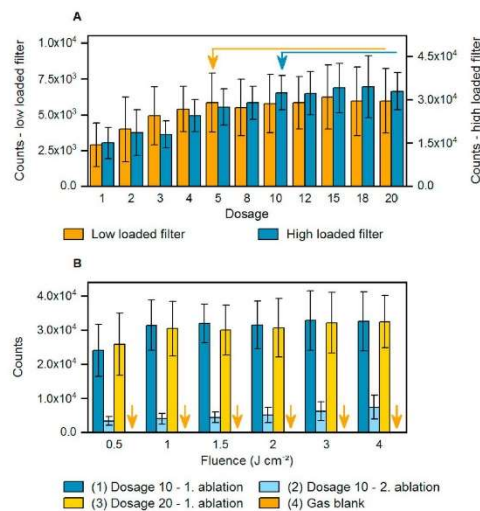 A
1.0x10⁴
7.5x10³
5.0x10³
2.5x10³
0.0
Counts - low loaded filter
4.5x10⁴
3.0x10⁴
1.5x10⁴
0.0
Counts - high loaded filter
1 2 3 4 5 8 10 12 15 18 20
Dosage
Low loaded filter High loaded filter
B
4.0x10⁴
3.0x10⁴
2.0x10⁴
1.0x10⁴
0.0
Counts
0.5 1 1.5 2 3 4
Fluence (J cm⁻²)
(1) Dosage 10 - 1. ablation (2) Dosage 10 - 2. ablation
(3) Dosage 20 - 1. ablation (4) Gas blank